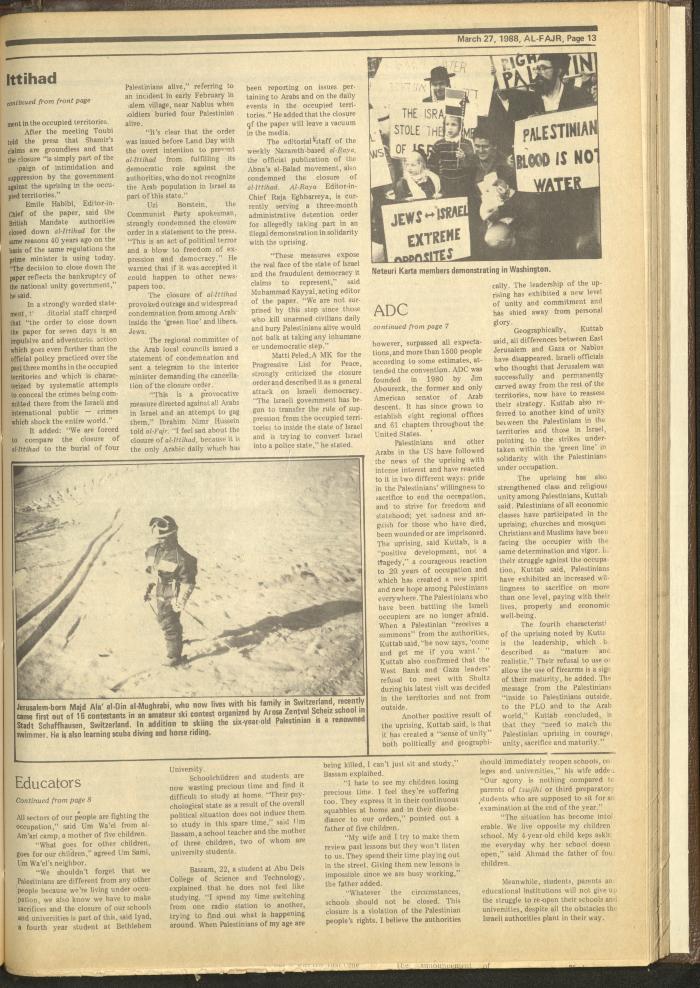 March 27, 1988, AL-FAJR, Page 13
Ittihad
continued from front page
ment in the occupied territories.
After the meeting Toubi
told the press that Shamir's
claims are groundless and that
the closure "is simply part of the
paign of intimidation and
suppression by the government
against the uprising in the occu-
pied territories."
Emile Habibi, Editor-in-
Chief of the paper, said the
British Mandate authorities
closed down al-Ittihad for the
same reasons 40 years ago on the
basis of the same regulations the
prime minister is using today.
"The decision to close down the
paper reflects the bankruptcy of
the national unity government,"
he said.
In a strongly worded state-
ment, ditorial staff charged
that "the order to close down
the paper for seven days is an
impulsive and adventuristic action
which goes even further than the
official policy practiced over the
past three months in the occupied
territories and which is charac-
terised by systematic attempts
to conceal the crimes being com-
mitted there from the Israeli and
international public — crimes
which shock the entire world."
It added: "We are forced
to compare the closure of
al-Ittihad to the burial of four
Palestinians alive," referring to
an incident in early February in
alem village, near Nablus when
soldiers buried four Palestinian
alive.
"It's clear that the order
was issued before Land Day with
the overt intention to prevent
al-Ittihad from fulfilling its
democratic role against the
authorities, who do not recognize
the Arab population in Israel as
part of this state."
Uri Borstein, the
Communist Party spokesman,
strongly condemned the closure
order in a statement to the press.
"This is an act of political terror
and a blow to freedom of ex-
pression and democracy." He
warned that if it was accepted it
could happen to other news-
papers too.
The closure of al-Ittihad
provoked outrage and widespread
condemnation from among Arab
inside the 'green line' and libera.
Jews.
The regional committee of
the Arab local councils issued a
statement of condemnation and
sent a telegram to the interior
minister demanding the cancella-
tion of the closure order.
"This is a provocative
measure directed against all Arabs
in Israel and an attempt to gag
them," Ibrahim Nimr Hussein
told al-Fajr. "I feel sad about the
closure of al-Ittihad, because it is
the only Arabic daily which has
been reporting on issues per-
taining to Arabs and on the daily
events in the occupied terri-
tories." He added that the closure
of the paper will leave a vacuum
in the media.
The editorial staff of the
weekly Nazareth based al-Raya,
the official publication of the
Abna'a al-Balad movement, also
condemned the closure of
al-Ittihad. Al-Raya Editor-in-
Chief Raja Eghbarreya, is cur-
rently serving a three-month
administrative detention order
for allegedly taking part in an
illegal demonstration in solidarity
with the uprising.
"These measures expose
the real face of the state of Israel
and the fraudulent democracy it
claims to represent," said
Muhammad Kayyal, acting editor
of the paper. "We are not sur-
prised by this step since those
who kill unarmed civilians daily
and bury Palestinians alive would
not balk at taking any inhumane
or undemocratic step."
Matti Peled, A MK for the
Progressive List for Peace,
strongly criticized the closure
order and described it as a general
attack on Israeli democracy.
"The Israeli government has be-
gun to transfer the rule of sup-
pression from the occupied terri-
tories to inside the state of Israel
and is trying to convert Israel
into a police state," he stated.
THE ISRA
STOLE THE ME
OF ISR
PALESTINIAN
BLOOD IS NOT
WATER
JEWS ↔ ISRAEL
EXTREME
OPPOSITES
Neturi Karta members demonstrating in Washington.
ADC
continued from page 7
however, surpassed all expecta-
tions, and more than 1500 people
according to some estimates, at-
tended the convention. ADC was
founded in 1980 by Jim
Abourezk, the former and only
American senator of Arab
descent. It has since grown to
establish eight regional offices
and 61 chapters throughout the
United States.
Palestinians and other
Arabs in the US have followed
the news of the uprising with
intense interest and have reacted
to it in two different ways: pride
in the Palestinians' willingness to
sacrifice to end the occupation,
and to strive for freedom and
statehood; yet sadness and an-
guish for those who have died,
been wounded or are imprisoned.
The uprising, said Kuttab, is a
"positive development, not a
tragedy," a courageous reaction
to 20 years of occupation and
which has created a new spirit
and new hope among Palestinians
everywhere. The Palestinians who
have been battling the Israeli
occupiers are no longer afraid.
When a Palestinian "receives a
summons" from the authorities,
Kuttab said, "he now says, 'come
and get me if you want.' "
Kuttab also confirmed that the
West Bank and Gaza leaders'
refusal to meet with Shultz
during his latest visit was decided
in the territories and not from
outside.
Another positive result of
the uprising, Kuttab said, is that
it has created a "sense of unity"
both politically and geographi-
cally. The leadership of the up-
rising has exhibited a new level
of unity and commitment and
has shied away from personal
glory.
Geographically, Kuttab
said, all differences between East
Jerusalem and Gaza or Nablus
have disappeared. Israeli officials
who thought that Jerusalem was
successfully and permanently
carved away from the rest of the
territories, now have to reassess
their strategy. Kuttab also re-
ferred to another kind of unity
between the Palestinians in the
territories and those in Israel,
pointing to the strikes under-
taken within the 'green line' in
solidarity with the Palestinians
under occupation.
The uprising has also
strengthened class and religious
unity among Palestinians, Kuttab
said. Palestinians of all economic
classes have participated in the
uprising; churches and mosques
Christians and Muslims have been
facing the occupier with the
same determination and vigor. I
their struggle against the occupa-
tion, Kuttab said, Palestinians
have exhibited an increased wil-
lingness to sacrifice on more
than one level, paying with their
lives, property and economic
well-being.
The fourth characteristi
of the uprising noted by Kutta
is the leadership, which i
described as "mature and
realistic." Their refusal to use o
allow the use of firearms is a sign
of their maturity, he added. The
message from the Palestinians
"inside to Palestinians outside,
to the PLO and to the Arab
world," Kuttab concluded, is
that they "need to match the
Palestinian uprising in courage,
unity, sacrifice and maturity."
Jerusalem-born Majd Ala' al-Din al-Mughrabi, who now lives with his family in Switzerland, recently
came first out of 16 contestants in an amateur ski contest organized by Arosa Zentval Scheiz school in
Stadt Schaffhausen, Switzerland. In addition to skiing the six-year-old Palestinian is a renowned
swimmer. He is also learning scuba diving and horse riding.
Educators
Continued from page 8
All sectors of our people are fighting the
occupation," said Um Wa'el from al-
Am'ari camp, a mother of five children.
"What goes for other children,
goes for our children," agreed Um Sami,
Um Wa'el's neighbor.
"We shouldn't forget that we
Palestinians are different from any other
people because we're living under occu-
pation, we also know we have to make
sacrifices and the closure of our schools
and universities is part of this, said Iyad,
a fourth year student at Bethlehem
University.
Schoolchildren and students are
now wasting precious time and find it
difficult to study at home. "Their psy-
chological state as a result of the overall
political situation does not induce them
to study in this spare time," said Um
Bassam, a school teacher and the mother
of three children, two of whom are
university students.
Bassam, 22, a student at Abu Deis
College of Science and Technology,
explained that he does not feel like
studying. "I spend my time switching
from one radio station to another,
trying to find out what is happening
around. When Palestinians of my age are
being killed, I can't just sit and study,"
Bassam explained.
"I hate to see my children losing
precious time. I feel they're suffering
too. They express it in their continuous
squabbles at home and in their disobe-
diance to our orders," pointed out a
father of five children.
"My wife and I try to make them
review past lessons but they won't listen
to us. They spend their time playing out
in the street. Giving them new lessons is
impossible since we are busy working,"
the father added.
"Whatever the circumstances,
schools should not be closed. This
closure is a violation of the Palestinian
people's rights. I believe the authorities
should immediately reopen schools, co
leges and universities," his wife adde
"Our agony is nothing compared to
parents of tawjihi or third preparatory
students who are supposed to sit for an
examination at the end of the year."
"The situation has become intol
erable. We live opposite my children
school. My 4-year-old child keps askin
me everyday why her school doesn
open," said Ahmad the father of fou
children.
Meanwhile, students, parents an
educational institutions will not give up
the struggle to re-open their schools and
universities, despite all the obstacles the
Israeli authorities plant in their way.